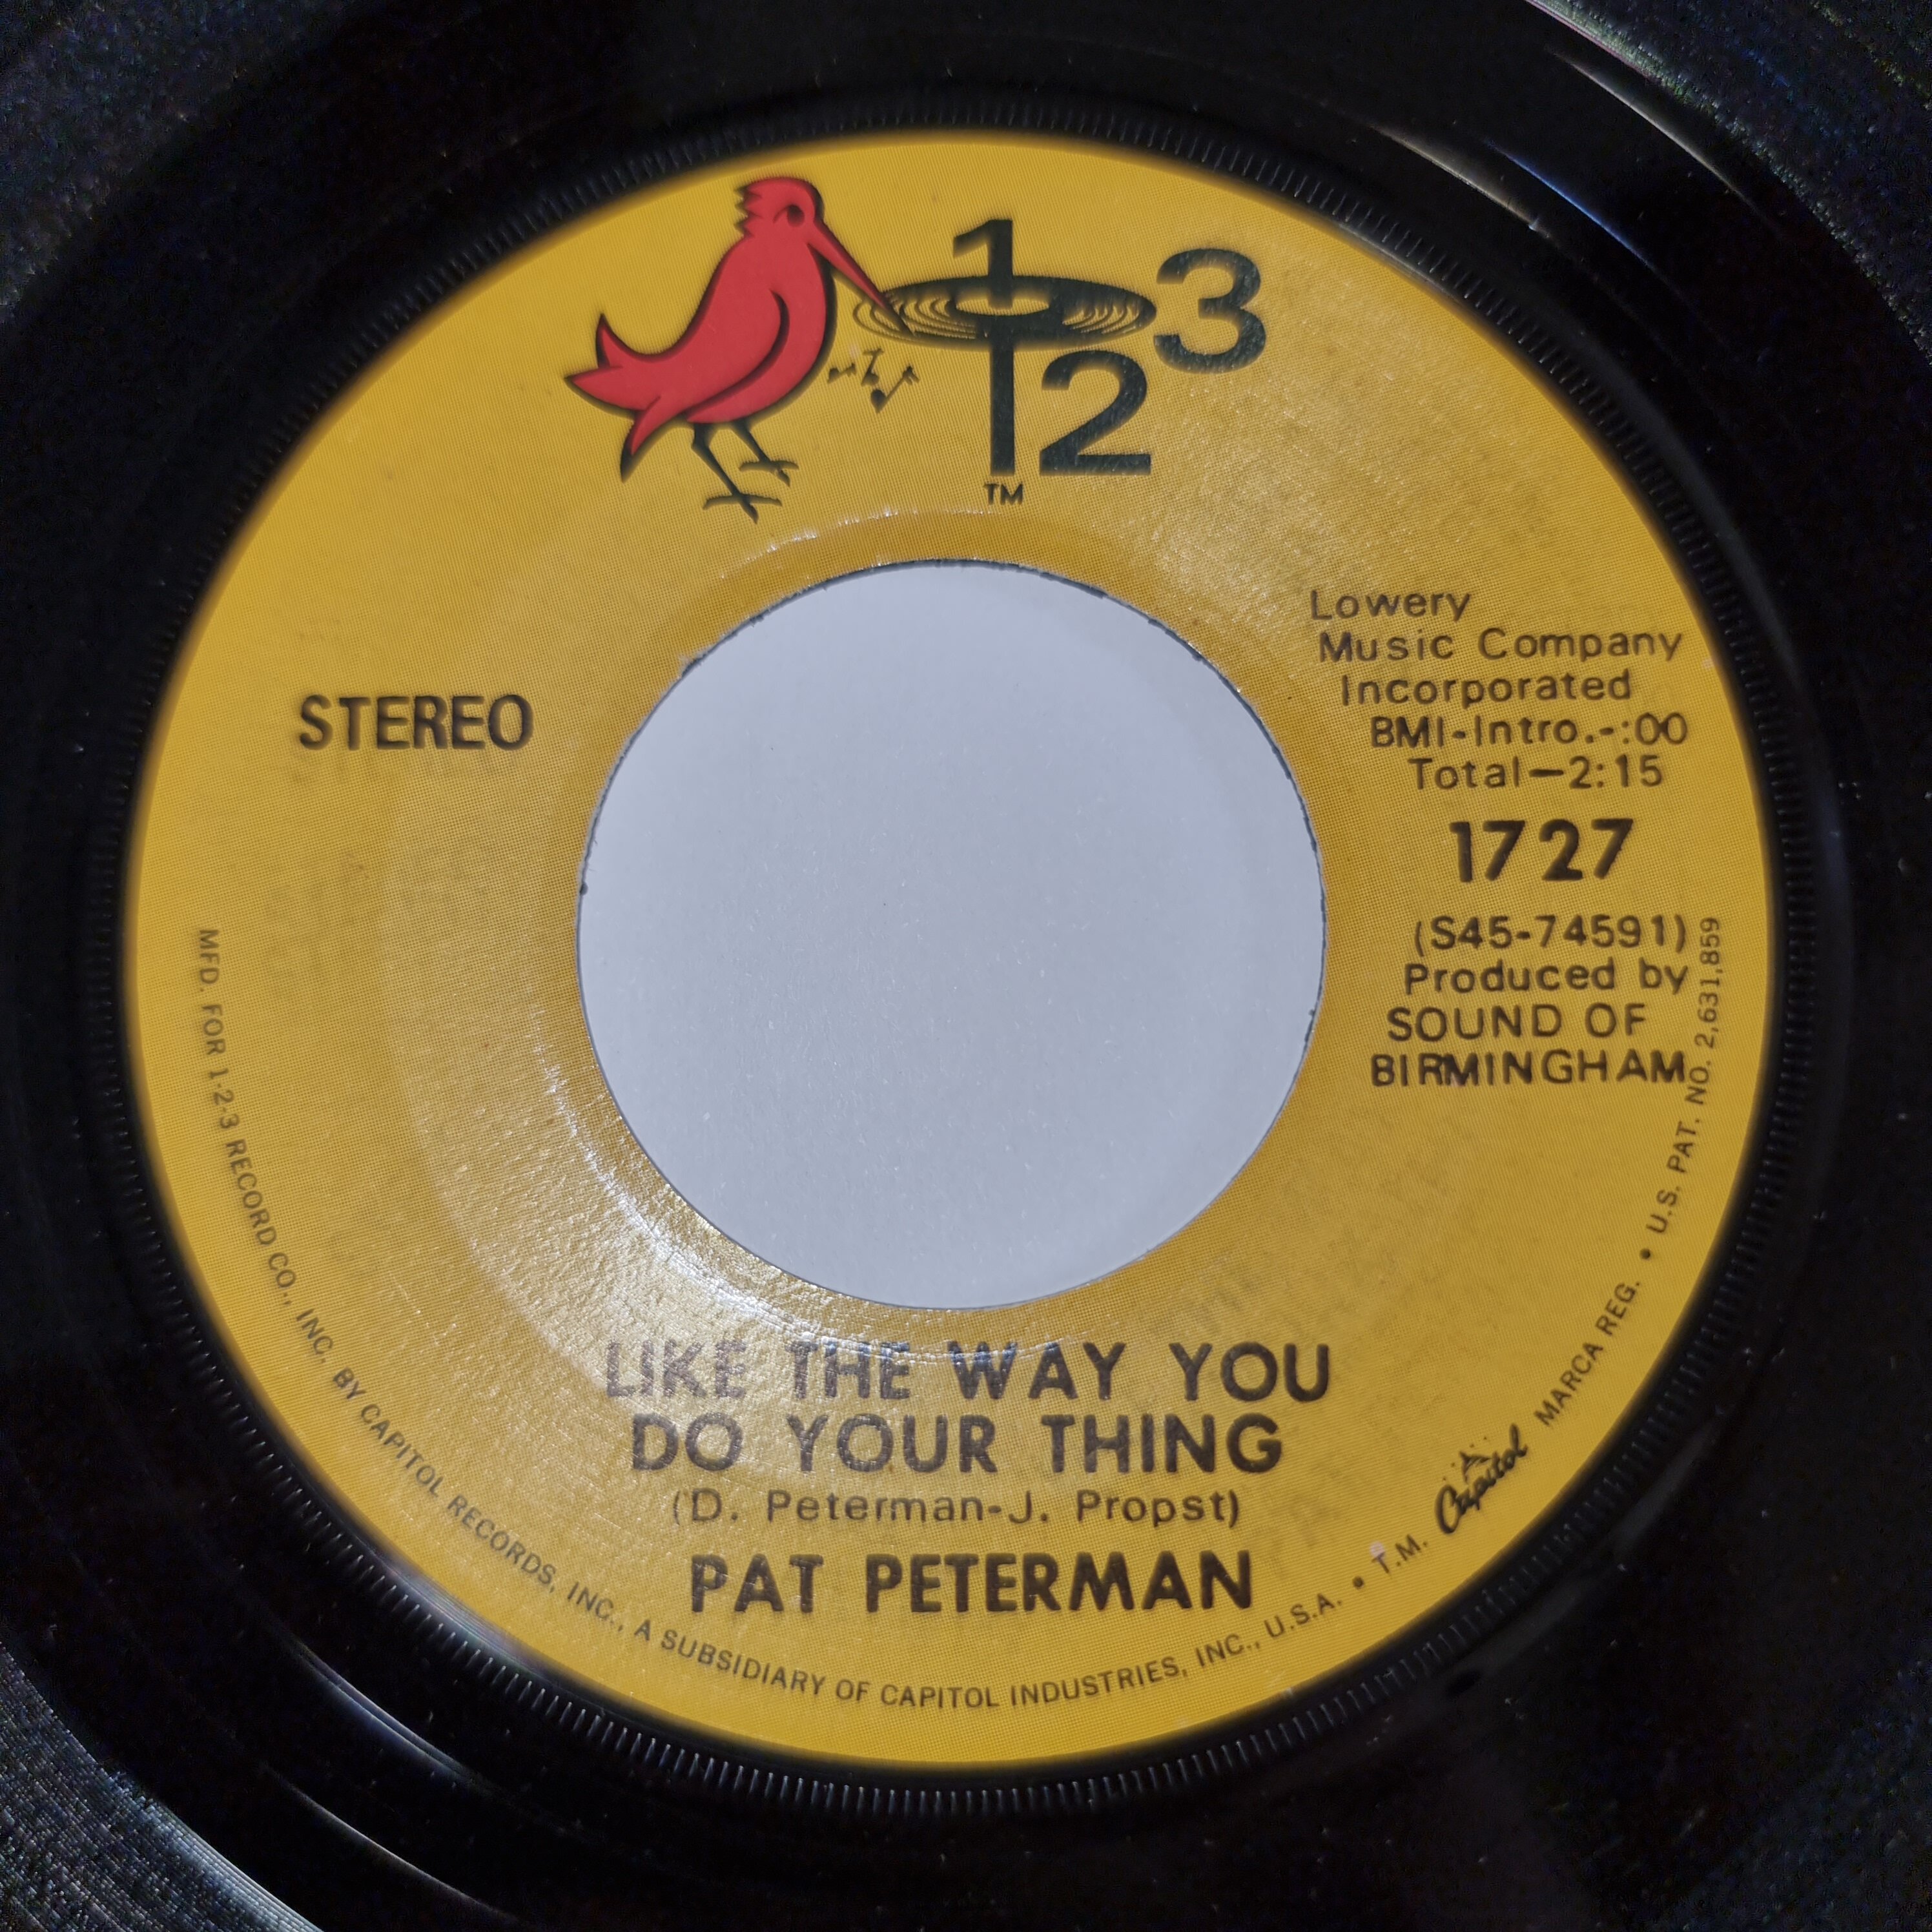 1 2 3
TM
STEREO
Lowery
Music Company
Incorporated
BMI-Intro.-:00
Total—2:15
1727
(S45-74591)
Produced by
SOUND OF
BIRMINGHAM
LIKE THE WAY YOU
DO YOUR THING
(D. Peterman-J. Propst)
PAT PETERMAN
MFD. FOR 1-2-3 RECORD CO., INC. BY CAPITOL RECORDS, INC., A SUBSIDIARY OF CAPITOL INDUSTRIES, INC., U.S.A. • T.M. Capitol MARCA REG. • U.S. PAT. NO. 2,631,859